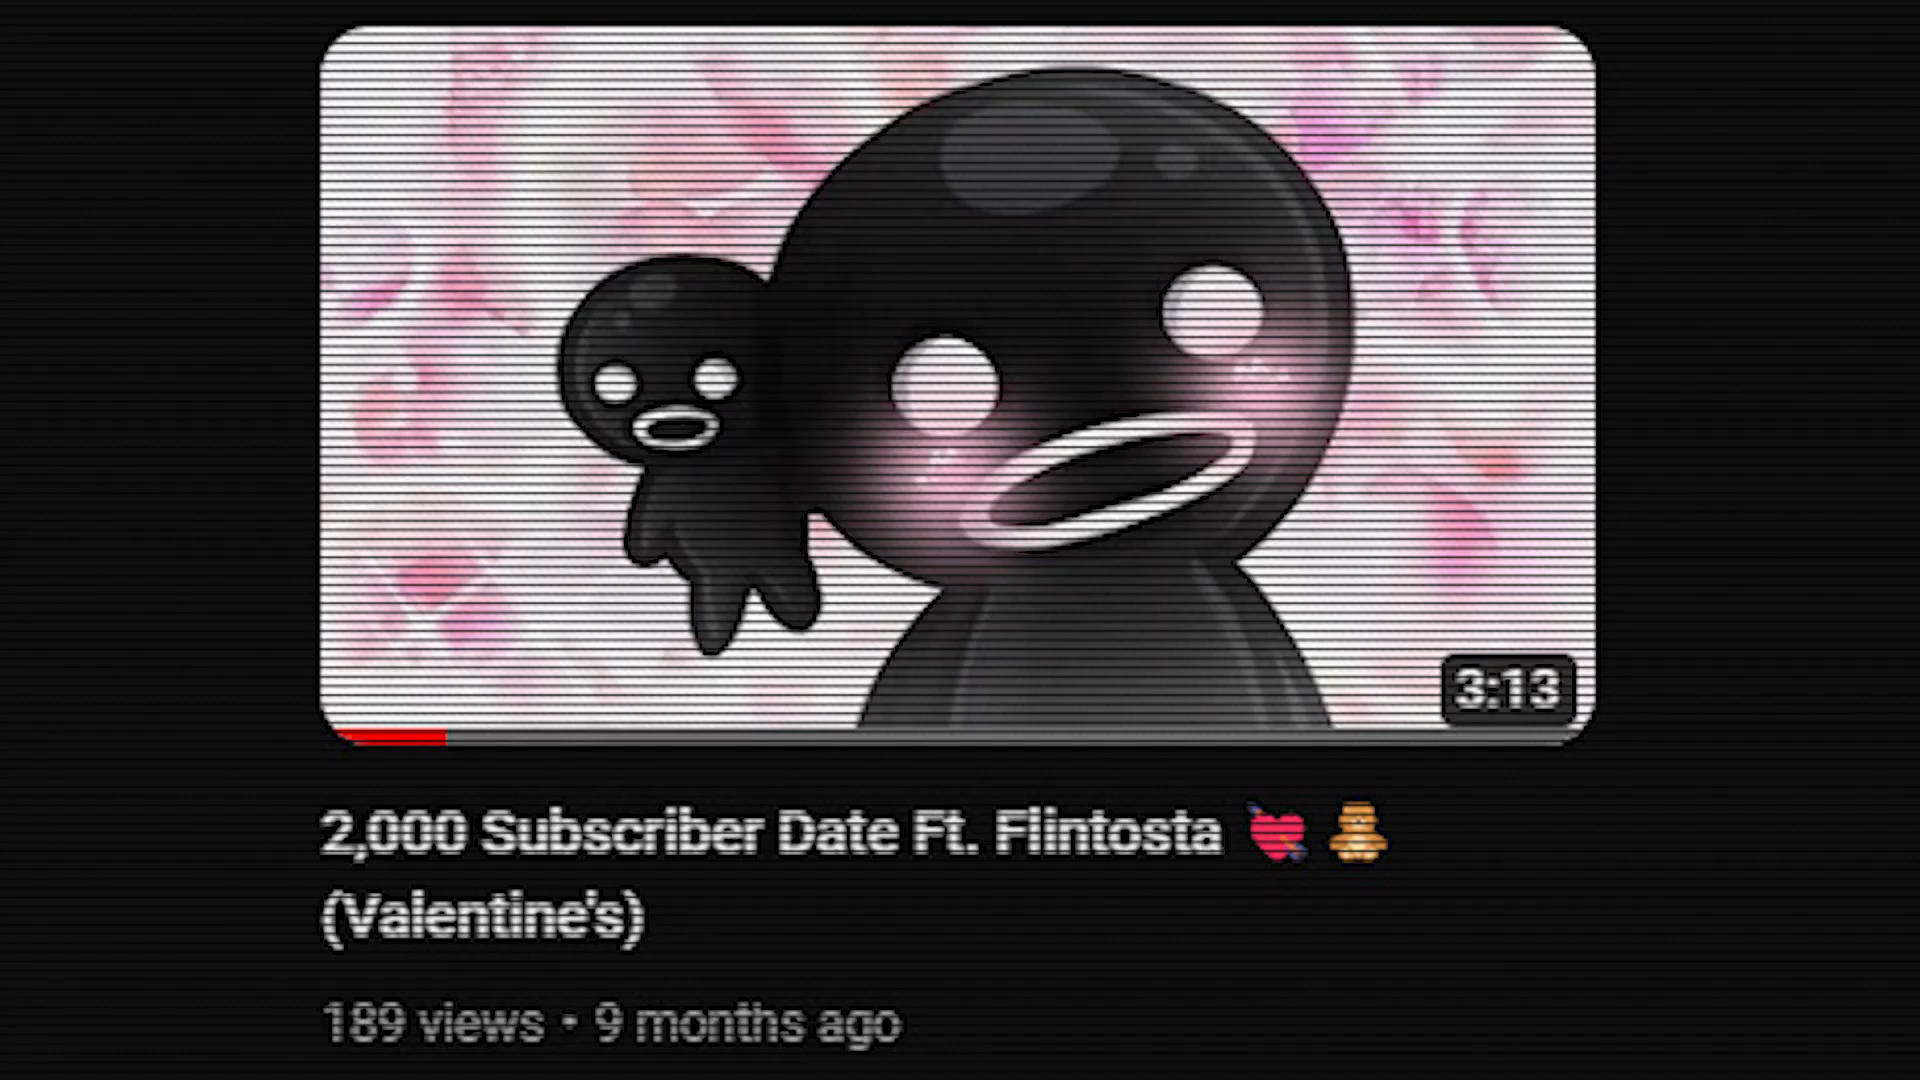 3:13
2,000 Subscriber Date Ft. Flintosta 💘 🧸
(Valentine's)
189 views • 9 months ago